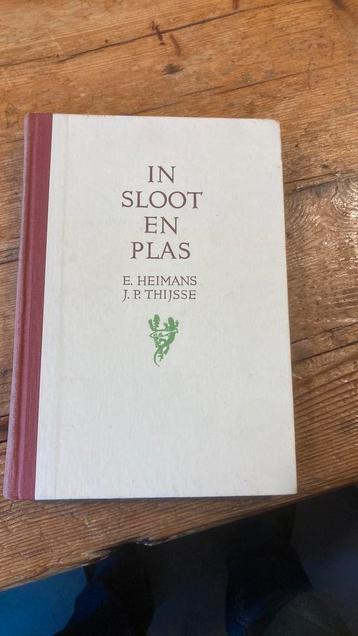 IN
SLOOT
EN
PLAS
E. HEIMANS
J. P. THIJSSE